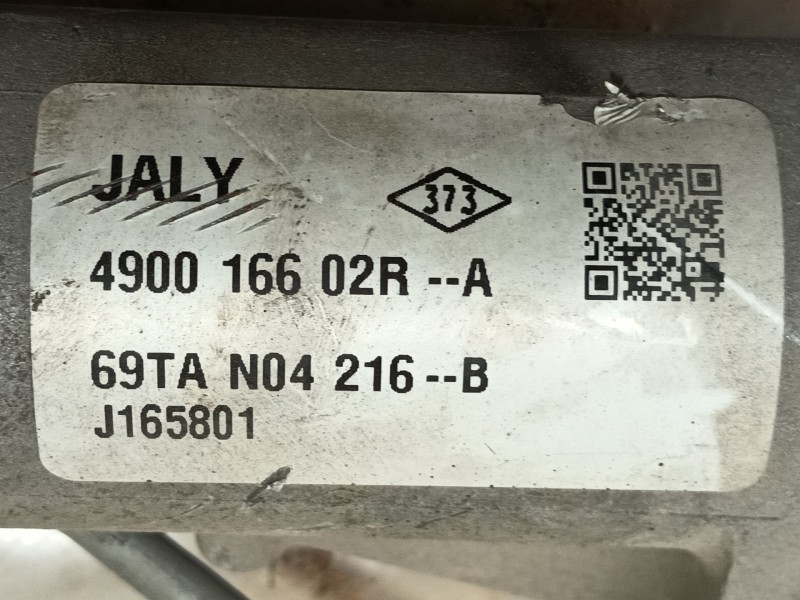 JALY
373
4900 166 02R --A
69TA N04 216 --B
J165801